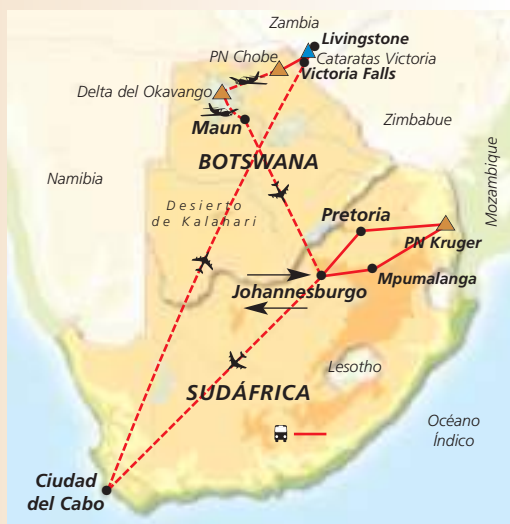 Zambia
Livingstone
PN Chobe
Cataratas Victoria
Victoria Falls
Delta del Okavango
Maun
Zimbabue
BOTSWANA
Namibia
Desierto
de Kalahari
Mozambique
Pretoria
PN Kruger
Mpumalanga
Johannesburgo
Lesotho
SUDÁFRICA
Océano
Índico
Ciudad
del Cabo